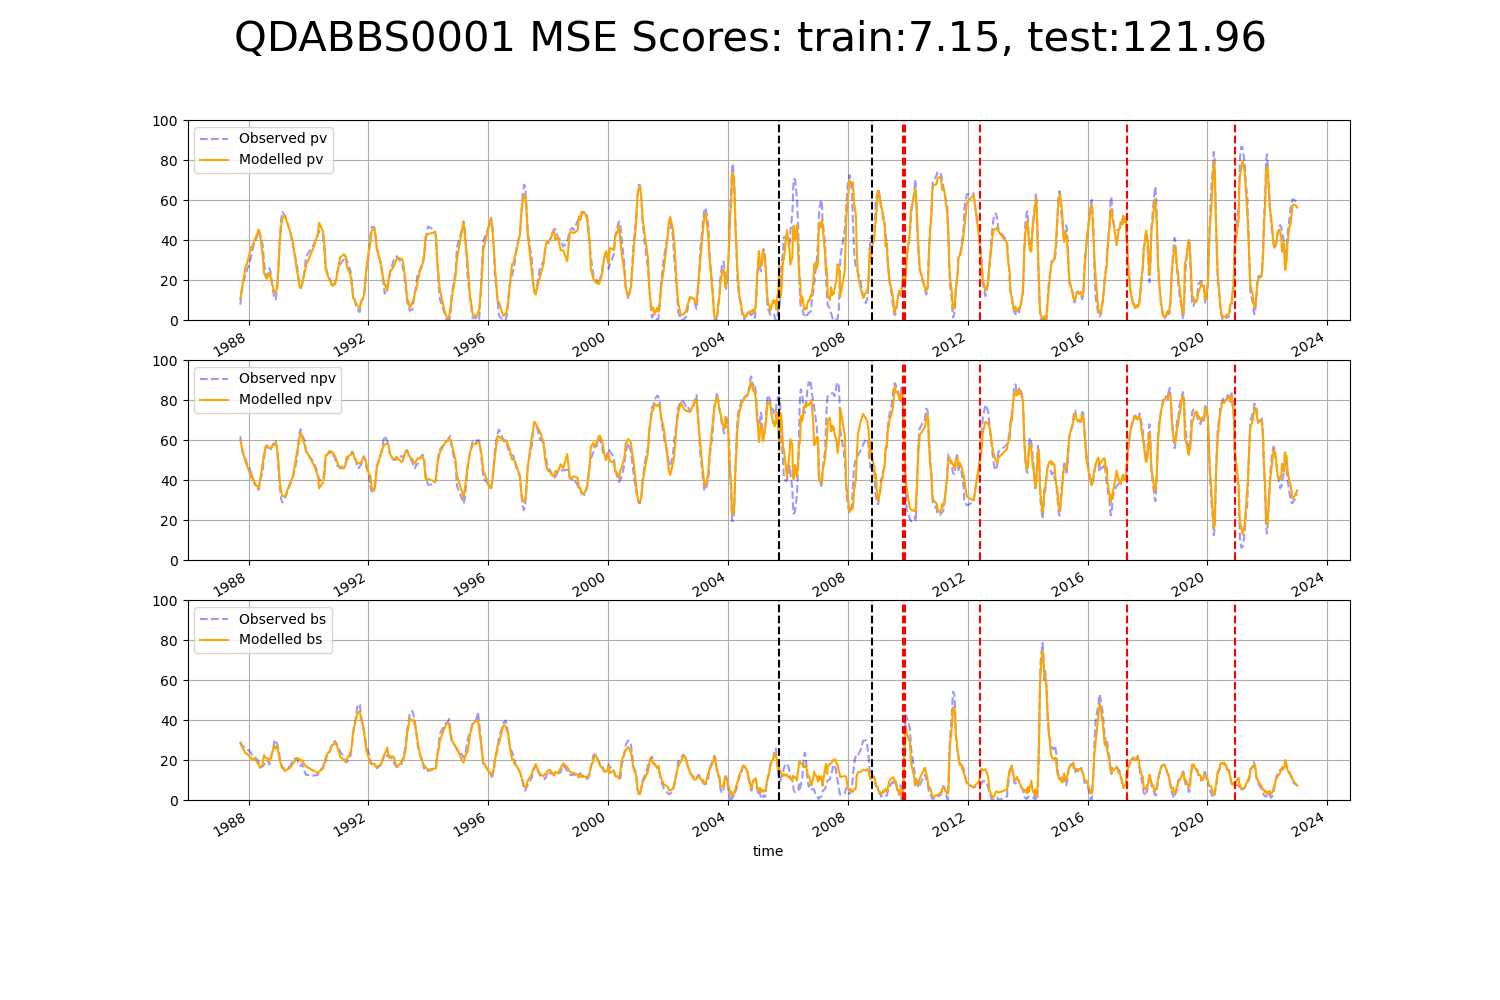 QDABBS0001 MSE Scores: train:7.15, test:121.96
100
80
60
40
20
0
Observed pv
Modelled pv
1988 1992 1996 2000 2004 2008 2012 2016 2020 2024
100
80
60
40
20
0
Observed npv
Modelled npv
1988 1992 1996 2000 2004 2008 2012 2016 2020 2024
100
80
60
40
20
0
Observed bs
Modelled bs
1988 1992 1996 2000 2004 2008 2012 2016 2020 2024
time